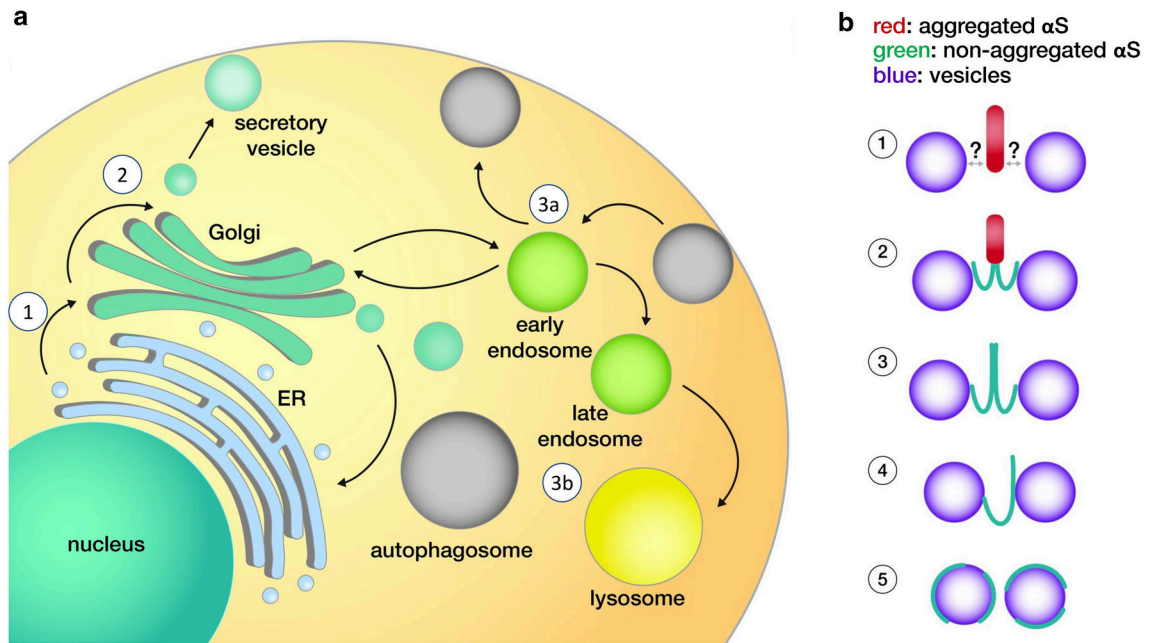 a
secretory
vesicle
2
Golgi
1
ER
nucleus
3a
early
endosome
late
endosome
3b
autophagosome
lysosome
b
red: aggregated αS
green: non-aggregated αS
blue: vesicles
1
? ?
2
3
4
5